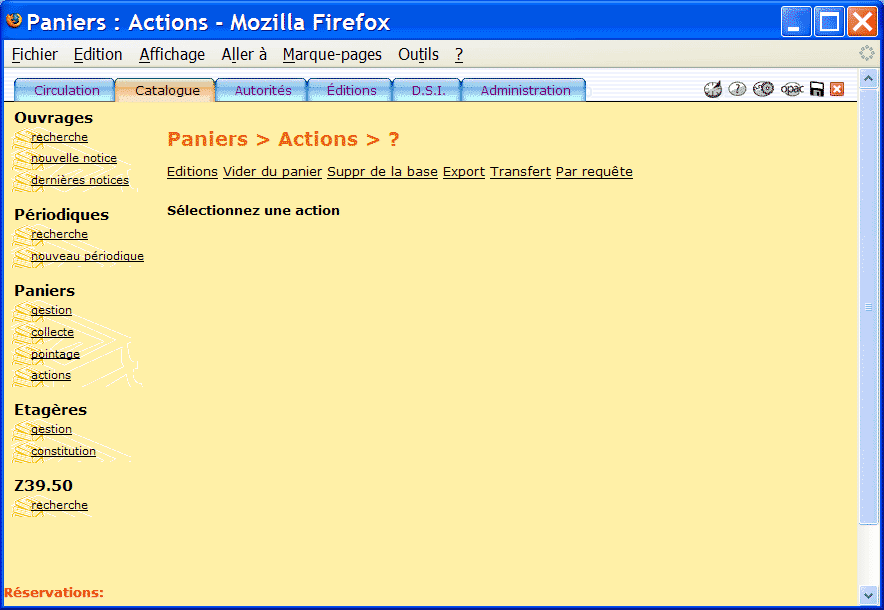 Paniers : Actions - Mozilla Firefox
Fichier Edition Affichage Aller à Marque-pages Outils ?
Circulation Catalogue Autorités Éditions D.S.I. Administration opac
Ouvrages
recherche
nouvelle notice
dernières notices
Périodiques
recherche
nouveau périodique
Paniers
gestion
collecte
pointage
actions
Etagères
gestion
constitution
Z39.50
recherche
Paniers > Actions > ?
Editions Vider du panier Suppr de la base Export Transfert Par requête
Sélectionnez une action
Réservations: